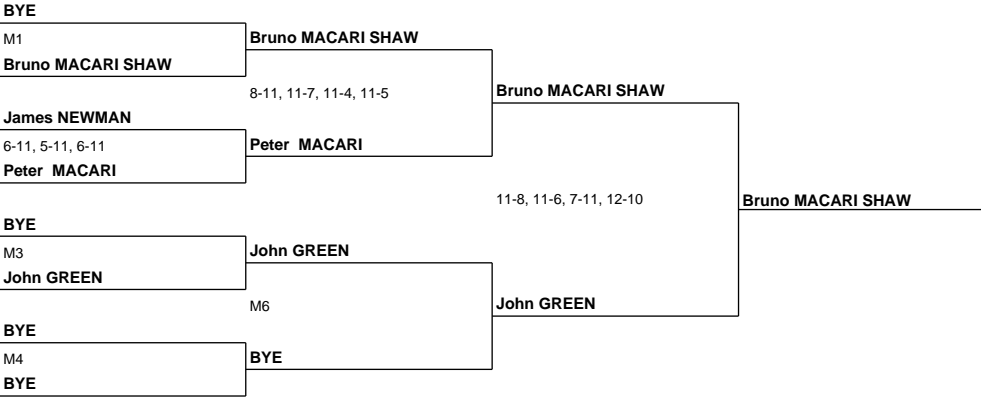 BYE
M1
Bruno MACARI SHAW
James NEWMAN
6-11, 5-11, 6-11
Peter  MACARI
BYE
M3
John GREEN
BYE
M4
BYE
Bruno MACARI SHAW
8-11, 11-7, 11-4, 11-5
Peter  MACARI
John GREEN
M6
BYE
Bruno MACARI SHAW
11-8, 11-6, 7-11, 12-10
John GREEN
Bruno MACARI SHAW